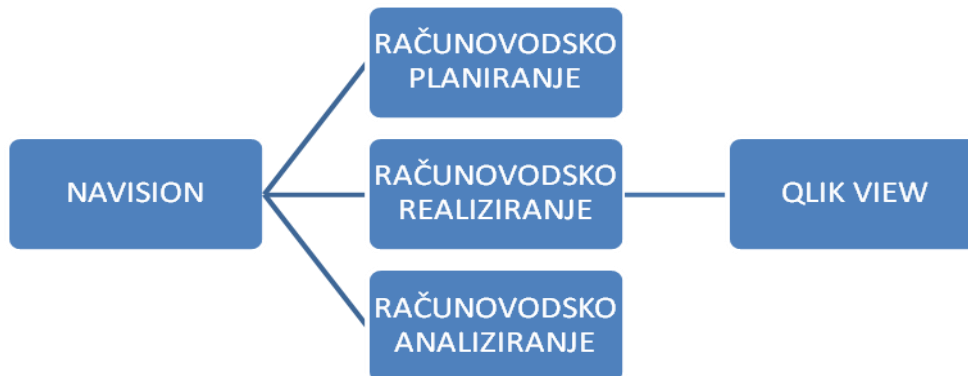 RAČUNOVODSKO
PLANIRANJE
NAVISION
RAČUNOVODSKO
REALIZIRANJE
QLIK VIEW
RAČUNOVODSKO
ANALIZIRANJE